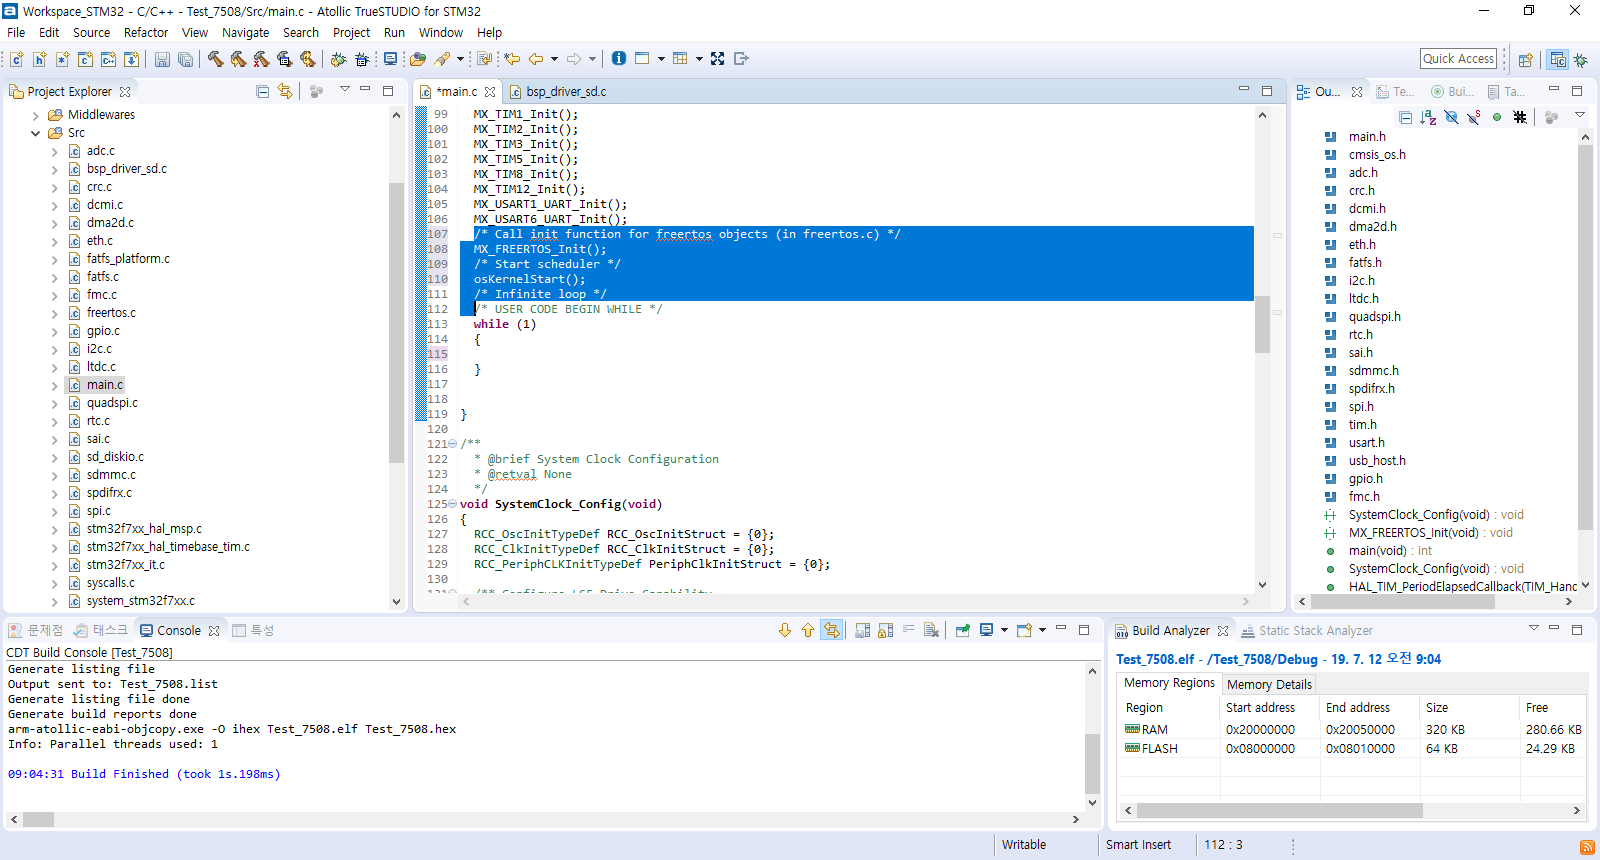 Workspace_STM32 - C/C++ - Test_7508/Src/main.c - Atollic TrueSTUDIO for STM32
File Edit Source Refactor View Navigate Search Project Run Window Help
Quick Access
Project Explorer
Middlewares
Src
adc.c
bsp_driver_sd.c
crc.c
dcmi.c
dma2d.c
eth.c
fatfs_platform.c
fatfs.c
fmc.c
freertos.c
gpio.c
i2c.c
ltdc.c
main.c
quadspi.c
rtc.c
sai.c
sd_diskio.c
sdmmc.c
spdifrx.c
spi.c
stm32f7xx_hal_msp.c
stm32f7xx_hal_timebase_tim.c
stm32f7xx_it.c
syscalls.c
system_stm32f7xx.c
*main.c bsp_driver_sd.c
99 MX_TIM1_Init();
100 MX_TIM2_Init();
101 MX_TIM3_Init();
102 MX_TIM5_Init();
103 MX_TIM8_Init();
104 MX_TIM12_Init();
105 MX_USART1_UART_Init();
106 MX_USART6_UART_Init();
107 /* Call init function for freertos objects (in freertos.c) */
108 MX_FREERTOS_Init();
109 /* Start scheduler */
110 osKernelStart();
111 /* Infinite loop */
112 /* USER CODE BEGIN WHILE */
113 while (1)
114 {
115
116 }
117
118
119 }
120
121 /**
122 * @brief System Clock Configuration
123 * @retval None
124 */
125 void SystemClock_Config(void)
126 {
127 RCC_OscInitTypeDef RCC_OscInitStruct = {0};
128 RCC_ClkInitTypeDef RCC_ClkInitStruct = {0};
129 RCC_PeriphCLKInitTypeDef PeriphClkInitStruct = {0};
130
131 /** Configure LSE Drive Capability
Ou... Te... Bui... Ta...
main.h
cmsis_os.h
adc.h
crc.h
dcmi.h
dma2d.h
eth.h
fatfs.h
i2c.h
ltdc.h
quadspi.h
rtc.h
sai.h
sdmmc.h
spdifrx.h
spi.h
tim.h
usart.h
usb_host.h
gpio.h
fmc.h
SystemClock_Config(void) : void
MX_FREERTOS_Init(void) : void
main(void) : int
SystemClock_Config(void) : void
HAL_TIM_PeriodElapsedCallback(TIM_Hanc
문제점 태스크 Console 특성
CDT Build Console [Test_7508]
Generate listing file
Output sent to: Test_7508.list
Generate listing file done
Generate build reports done
arm-atollic-eabi-objcopy.exe -O ihex Test_7508.elf Test_7508.hex
Info: Parallel threads used: 1
09:04:31 Build Finished (took 1s.198ms)
Build Analyzer Static Stack Analyzer
Test_7508.elf - /Test_7508/Debug - 19. 7. 12 오전 9:04
Memory Regions Memory Details
Region Start address End address Size Free
RAM 0x20000000 0x20050000 320 KB 280.66 KB
FLASH 0x08000000 0x08010000 64 KB 24.29 KB
Writable Smart Insert 112 : 3